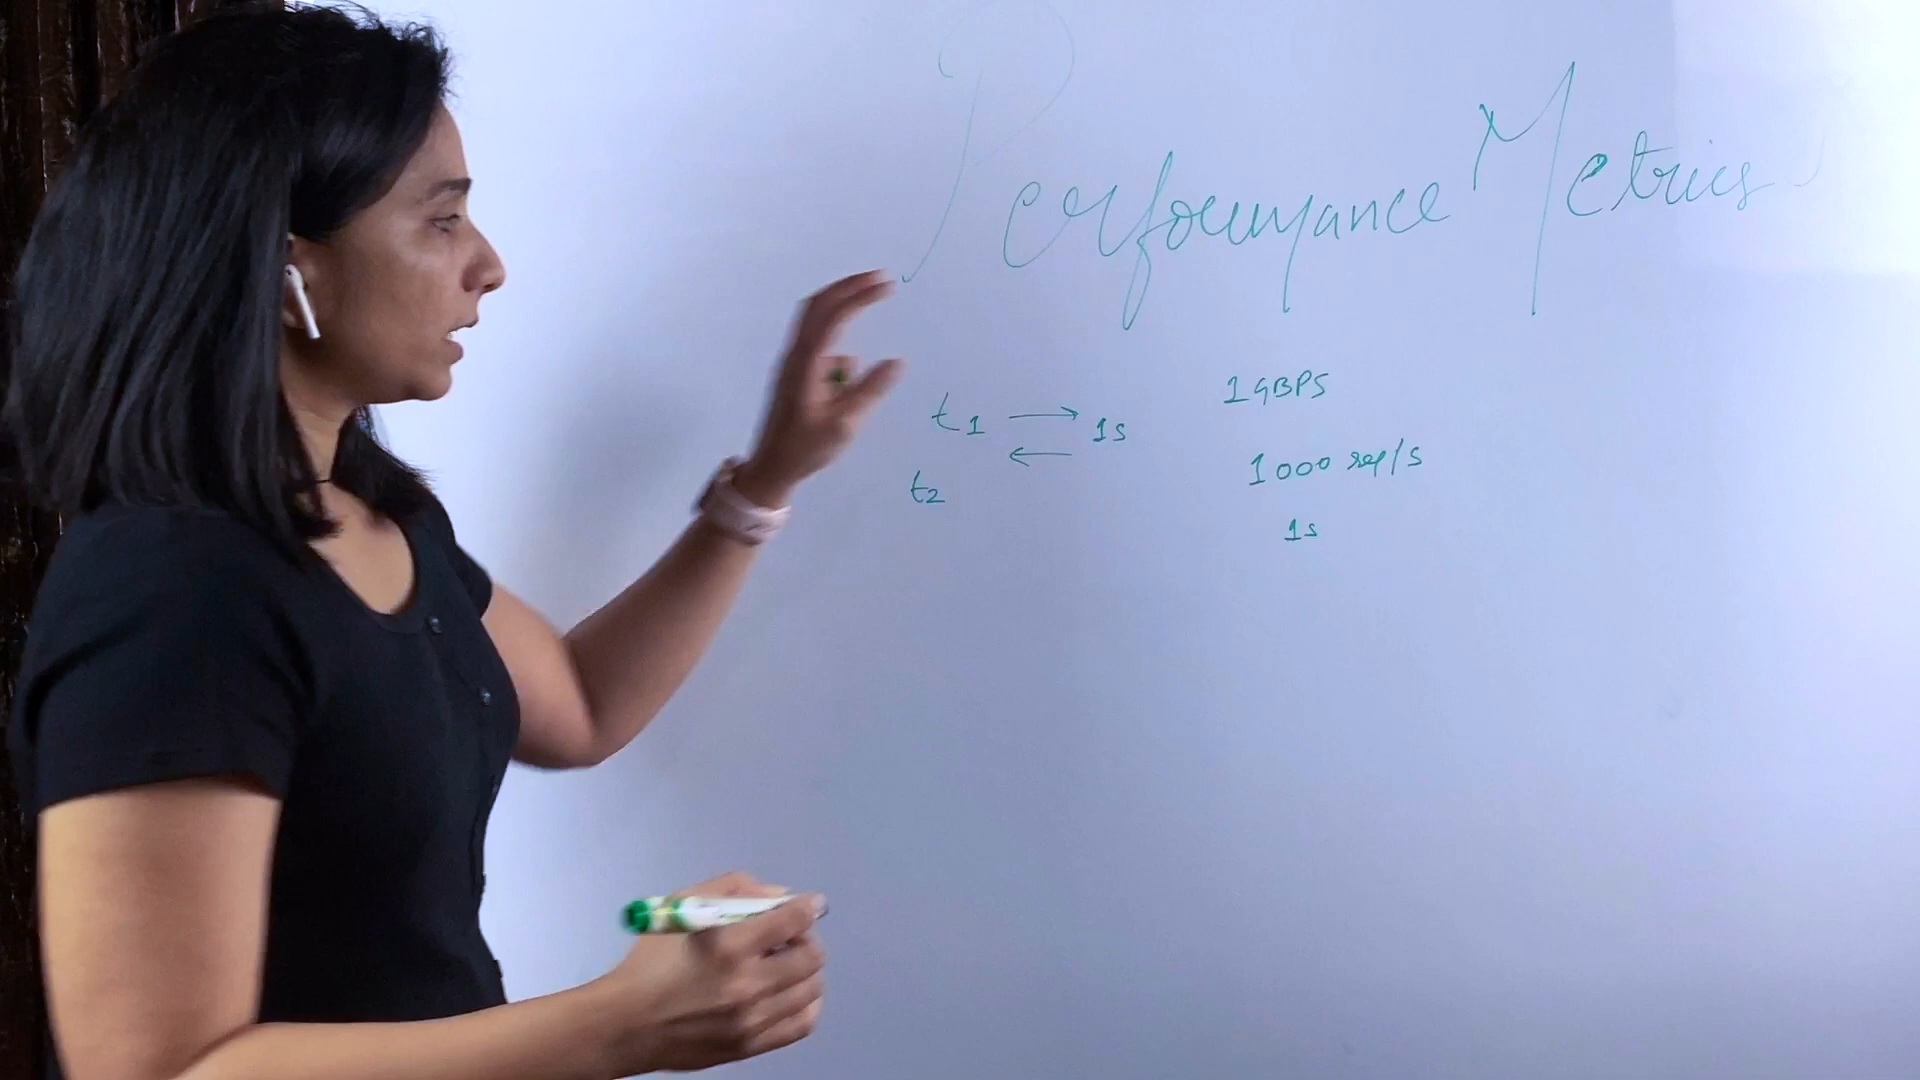 Performance Metrics
t1 → 1s
←
t2
1 GBPS
1000 req/s
1s